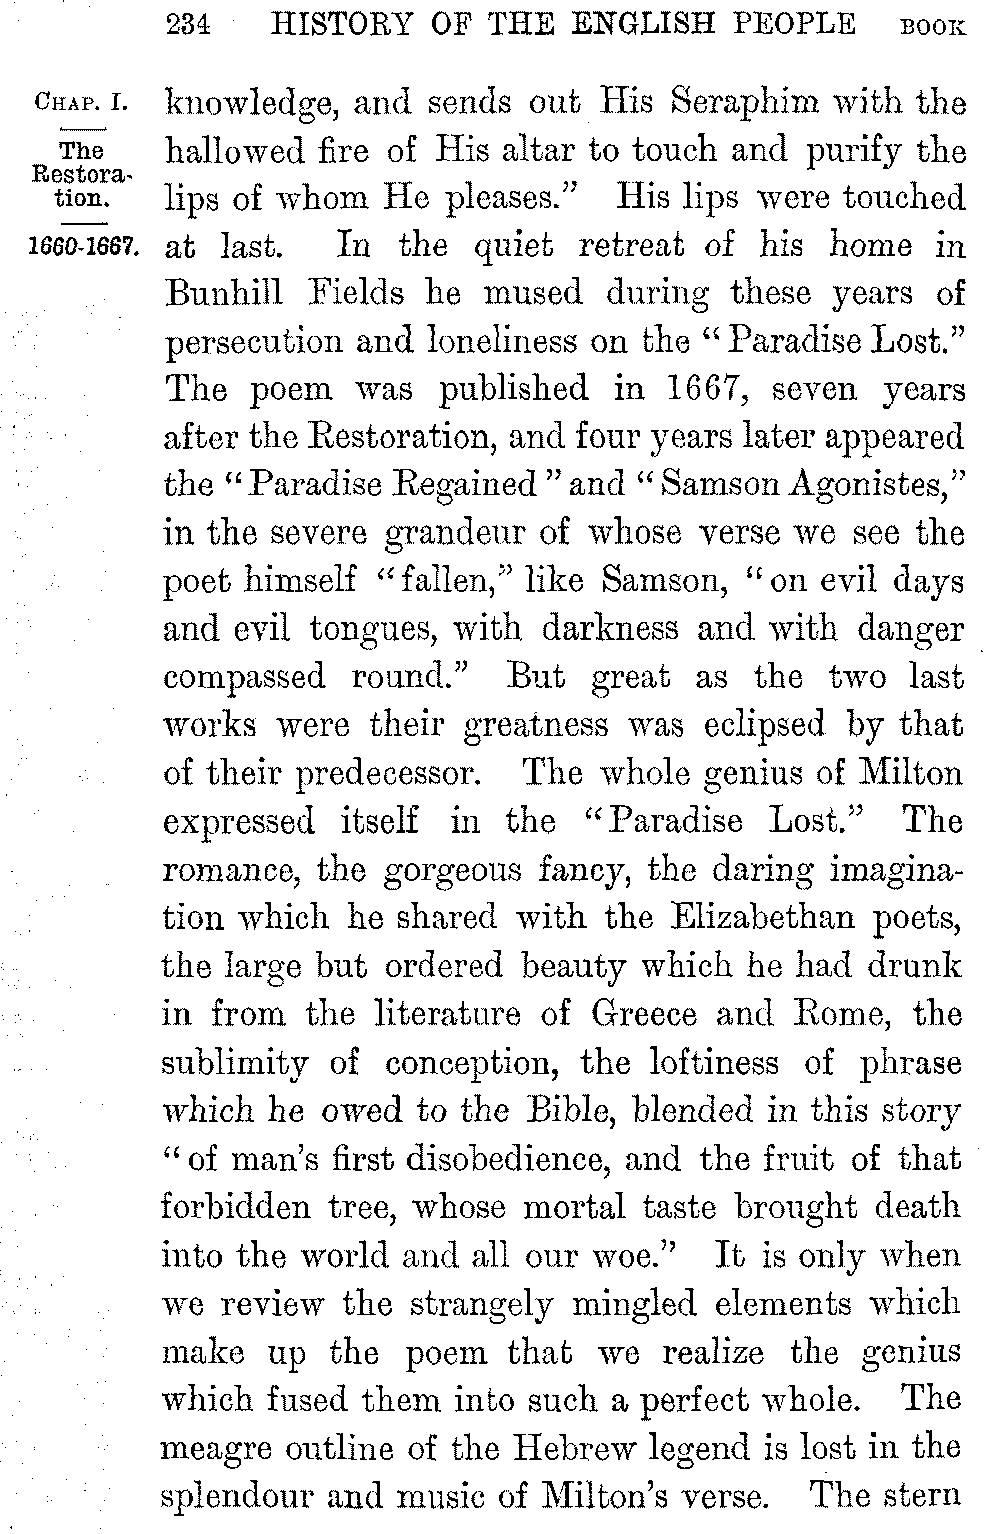 234 HISTORY OF THE ENGLISH PEOPLE BOOK
CHAP. I.
The
Restora-
tion.
1660-1667.
knowledge, and sends out His Seraphim with the
hallowed fire of His altar to touch and purify the
lips of whom He pleases.” His lips were touched
at last. In the quiet retreat of his home in
Bunhill Fields he mused during these years of
persecution and loneliness on the “Paradise Lost.”
The poem was published in 1667, seven years
after the Restoration, and four years later appeared
the “Paradise Regained” and “Samson Agonistes,”
in the severe grandeur of whose verse we see the
poet himself “fallen,” like Samson, “on evil days
and evil tongues, with darkness and with danger
compassed round.” But great as the two last
works were their greatness was eclipsed by that
of their predecessor. The whole genius of Milton
expressed itself in the “Paradise Lost.” The
romance, the gorgeous fancy, the daring imagina-
tion which he shared with the Elizabethan poets,
the large but ordered beauty which he had drunk
in from the literature of Greece and Rome, the
sublimity of conception, the loftiness of phrase
which he owed to the Bible, blended in this story
“of man's first disobedience, and the fruit of that
forbidden tree, whose mortal taste brought death
into the world and all our woe.” It is only when
we review the strangely mingled elements which
make up the poem that we realize the genius
which fused them into such a perfect whole. The
meagre outline of the Hebrew legend is lost in the
splendour and music of Milton's verse. The stern